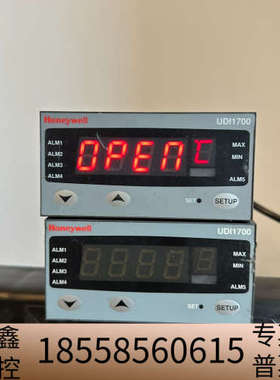 Honeywell UDI1700
ALM1 MAX
ALM2 OPEN ℃ MIN
ALM3
ALM4 ALM5
SET SETUP
Honeywell UDI1700
ALM1 MAX
ALM2 MIN
ALM3
ALM4 ALM5
SET SETUP
鑫 专
控 18558560615 普